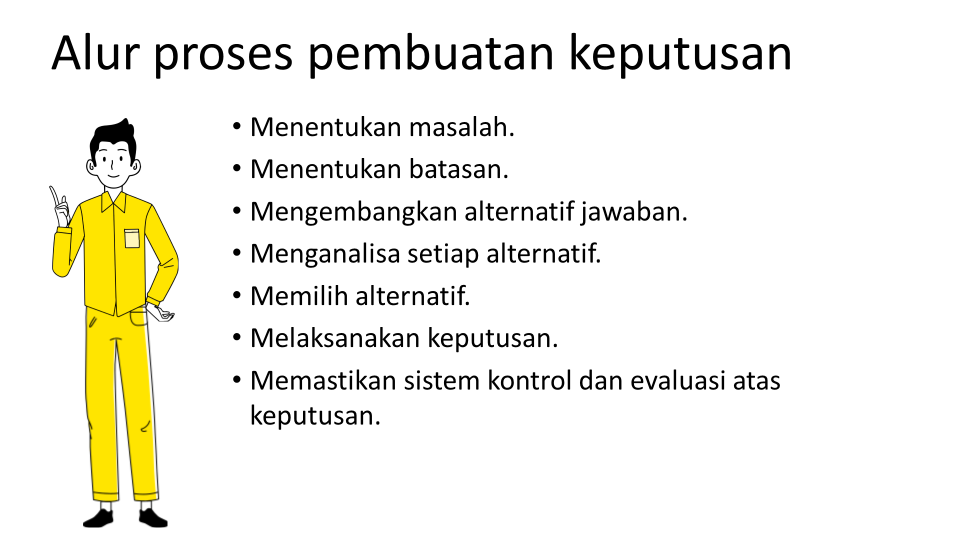 Alur proses pembuatan keputusan
• Menentukan masalah.
• Menentukan batasan.
• Mengembangkan alternatif jawaban.
• Menganalisa setiap alternatif.
• Memilih alternatif.
• Melaksanakan keputusan.
• Memastikan sistem kontrol dan evaluasi atas
keputusan.